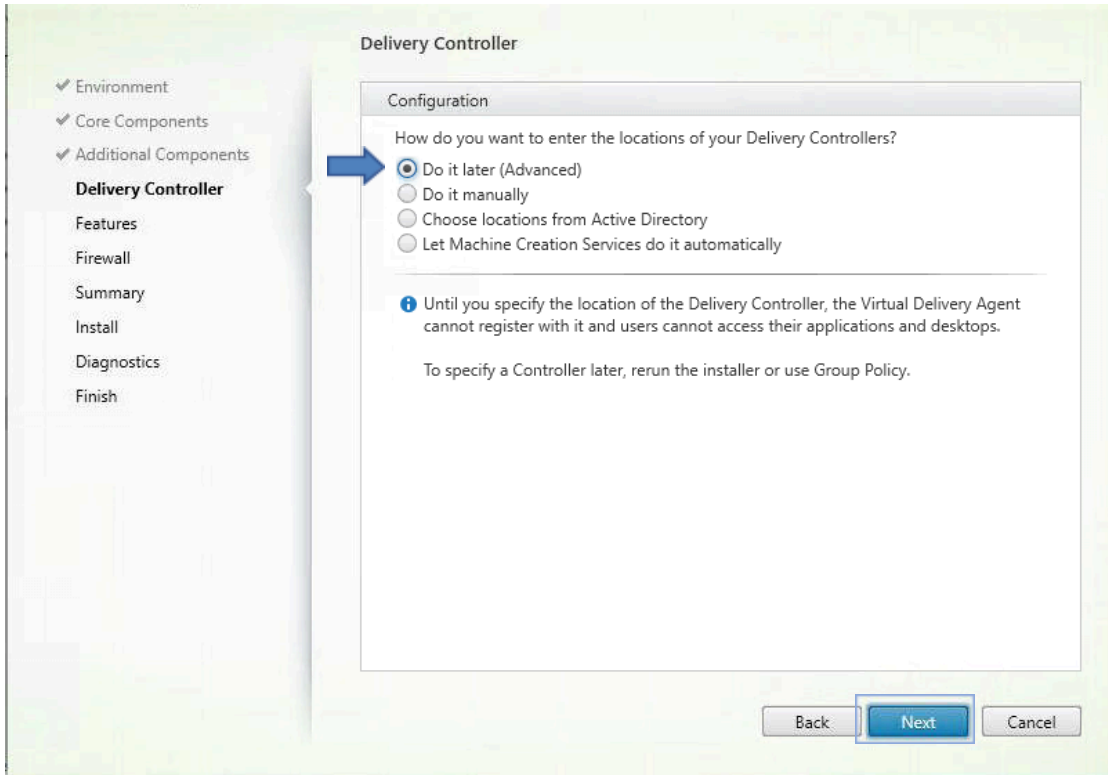 Delivery Controller
Environment
Core Components
Additional Components
Delivery Controller
Features
Firewall
Summary
Install
Diagnostics
Finish
Configuration
How do you want to enter the locations of your Delivery Controllers?
Do it later (Advanced)
Do it manually
Choose locations from Active Directory
Let Machine Creation Services do it automatically
Until you specify the location of the Delivery Controller, the Virtual Delivery Agent
cannot register with it and users cannot access their applications and desktops.
To specify a Controller later, rerun the installer or use Group Policy.
Back
Next
Cancel